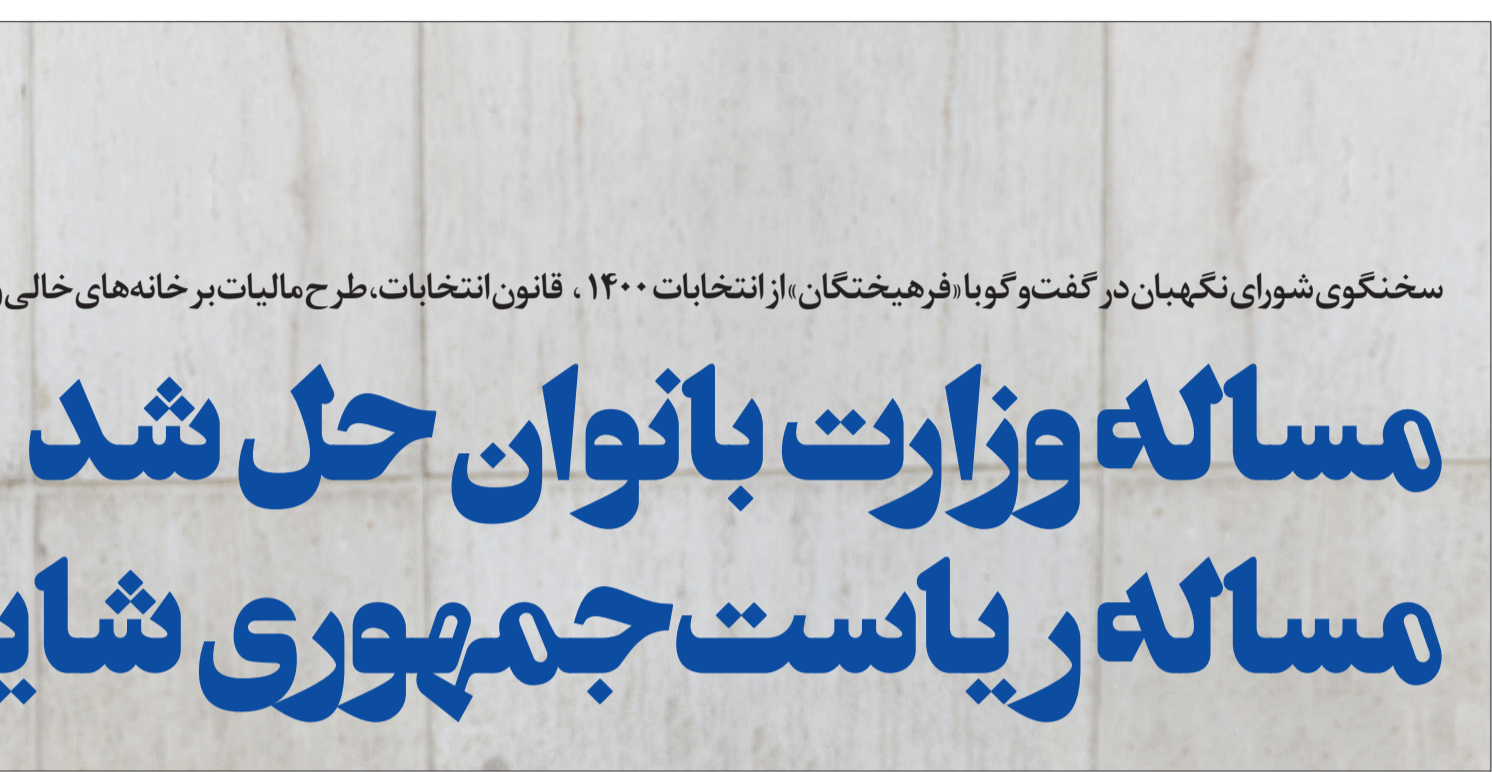 سخنگوی شورای نگهبان در گفت‌وگو با «فرهیختگان» از انتخابات ۱۴۰۰ ، قانون انتخابات، طرح مالیات بر خانه‌های خالی
مساله وزارت بانوان حل شد
مساله ریاست جمهوری